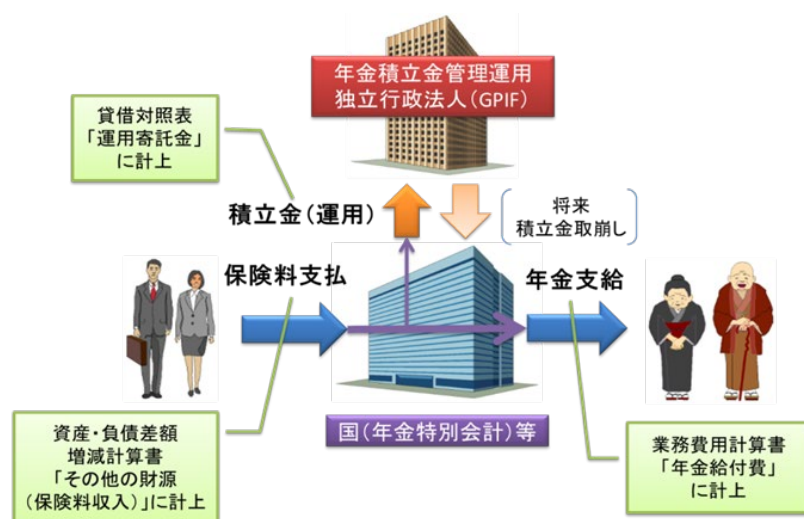 年金積立金管理運用
独立行政法人（GPIF）
貸借対照表
「運用寄託金」
に計上
積立金（運用）
将来
積立金取崩し
保険料支払
年金支給
国（年金特別会計）等
資産・負債差額
増減計算書
「その他の財源
（保険料収入）」に計上
業務費用計算書
「年金給付費」
に計上